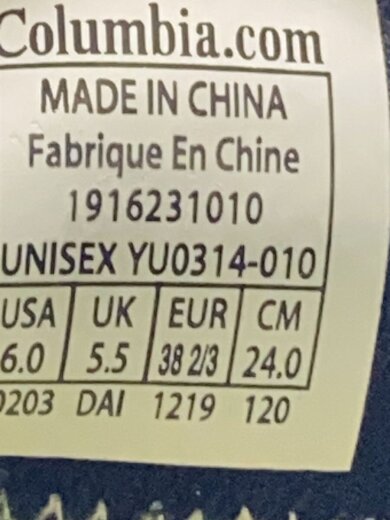 Columbia.com
MADE IN CHINA
Fabrique En Chine
1916231010
UNISEX YU0314-010
USA UK EUR CM
6.0 5.5 38 2/3 24.0
0203 DAI 1219 120